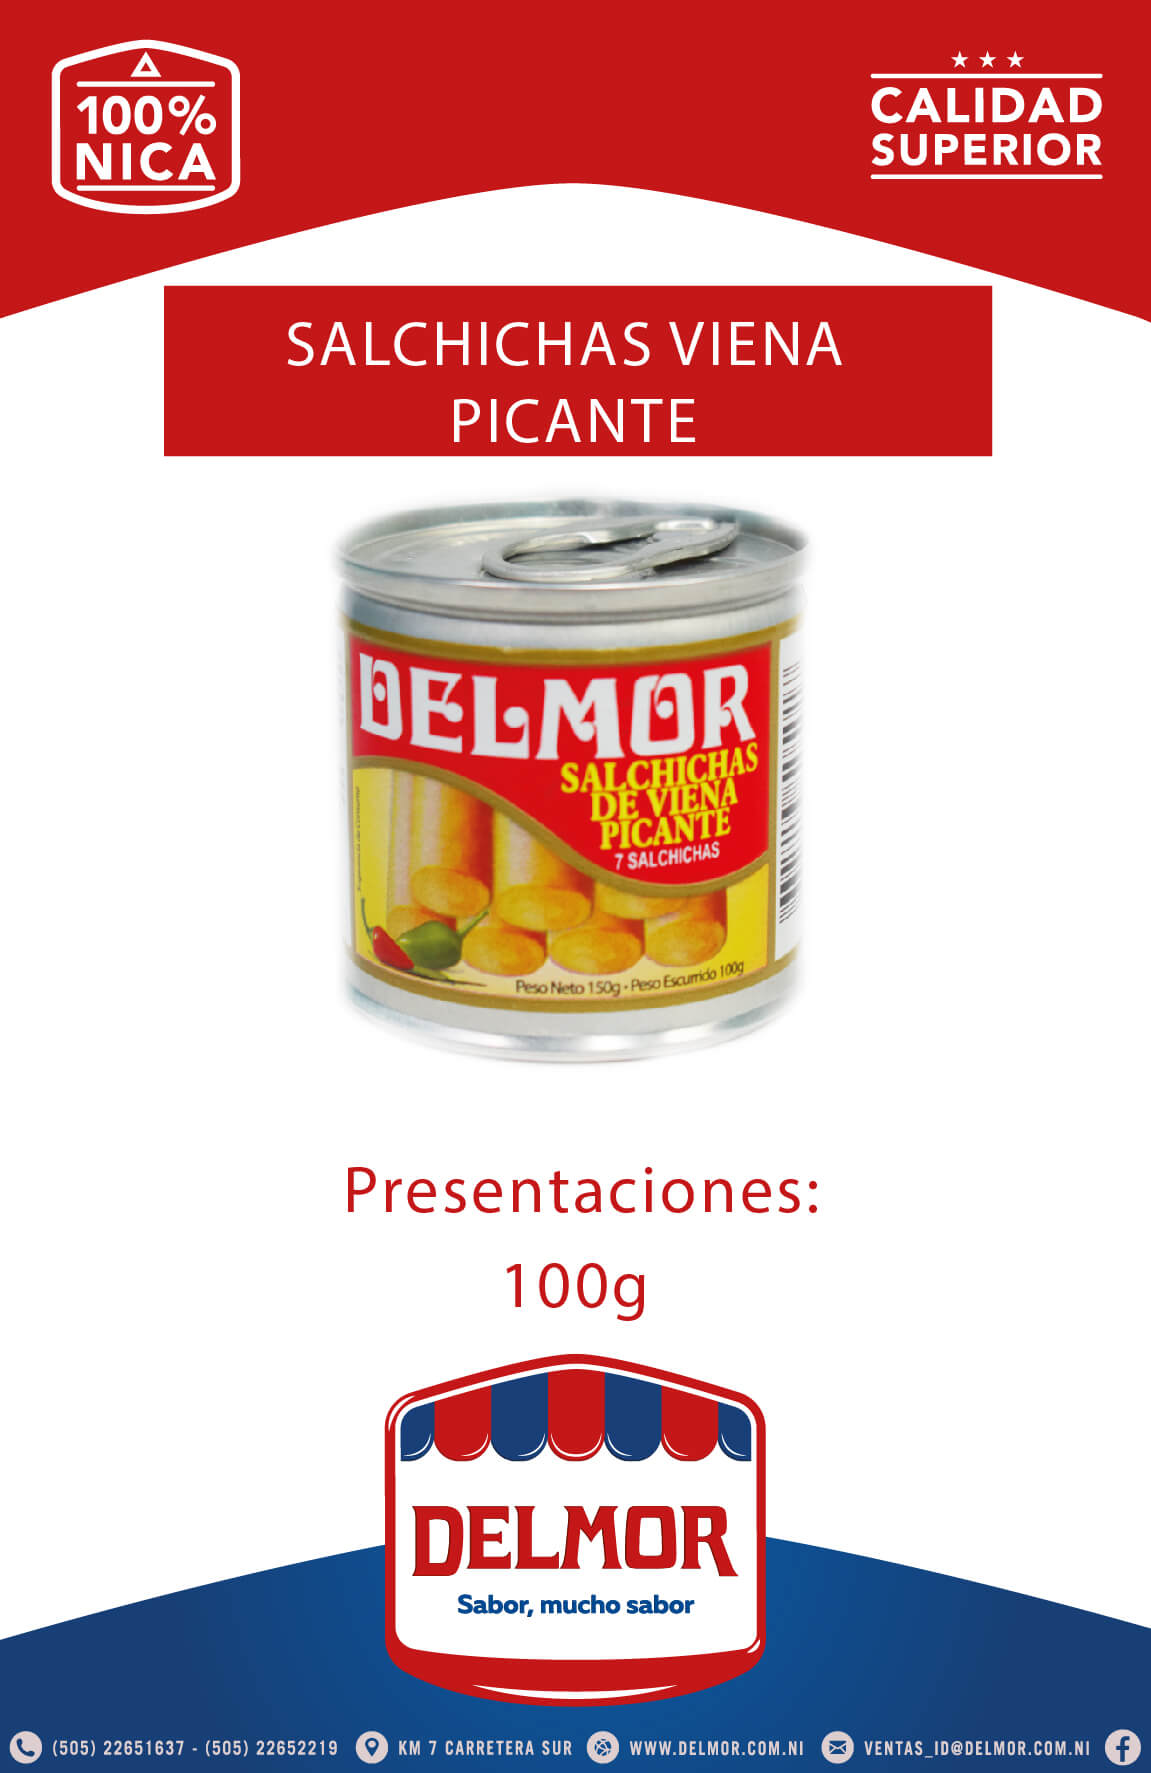 100%
NICA
CALIDAD
SUPERIOR
SALCHICHAS VIENA
PICANTE
DELMOR
SALCHICHAS
DE VIENA
PICANTE
7 SALCHICHAS
Peso Neto 150g - Peso Escurrido 100g
Presentaciones:
100g
DELMOR
Sabor, mucho sabor
(505) 22651637 - (505) 22652219 KM 7 CARRETERA SUR WWW.DELMOR.COM.NI VENTAS_ID@DELMOR.COM.NI